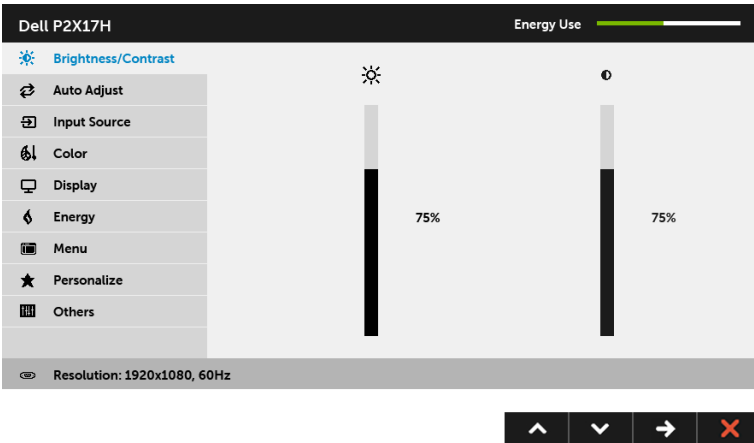 Dell P2X17H
Energy Use
Brightness/Contrast
Auto Adjust
Input Source
Color
Display
Energy
75%
75%
Menu
Personalize
Others
Resolution: 1920x1080, 60Hz